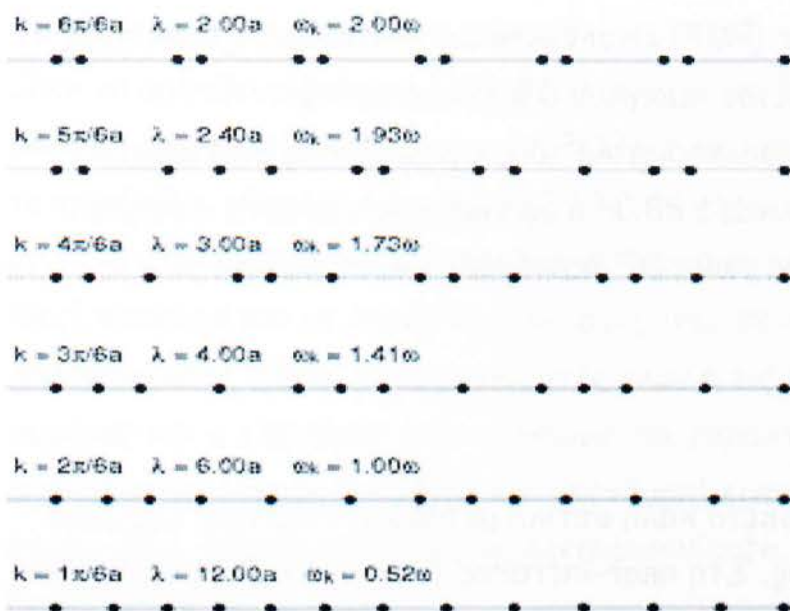 k = 6π/6a λ = 2.00a ωₖ = 2.00ω
k = 5π/6a λ = 2.40a ωₖ = 1.93ω
k = 4π/6a λ = 3.00a ωₖ = 1.73ω
k = 3π/6a λ = 4.00a ωₖ = 1.41ω
k = 2π/6a λ = 6.00a ωₖ = 1.00ω
k = 1π/6a λ = 12.00a ωₖ = 0.52ω